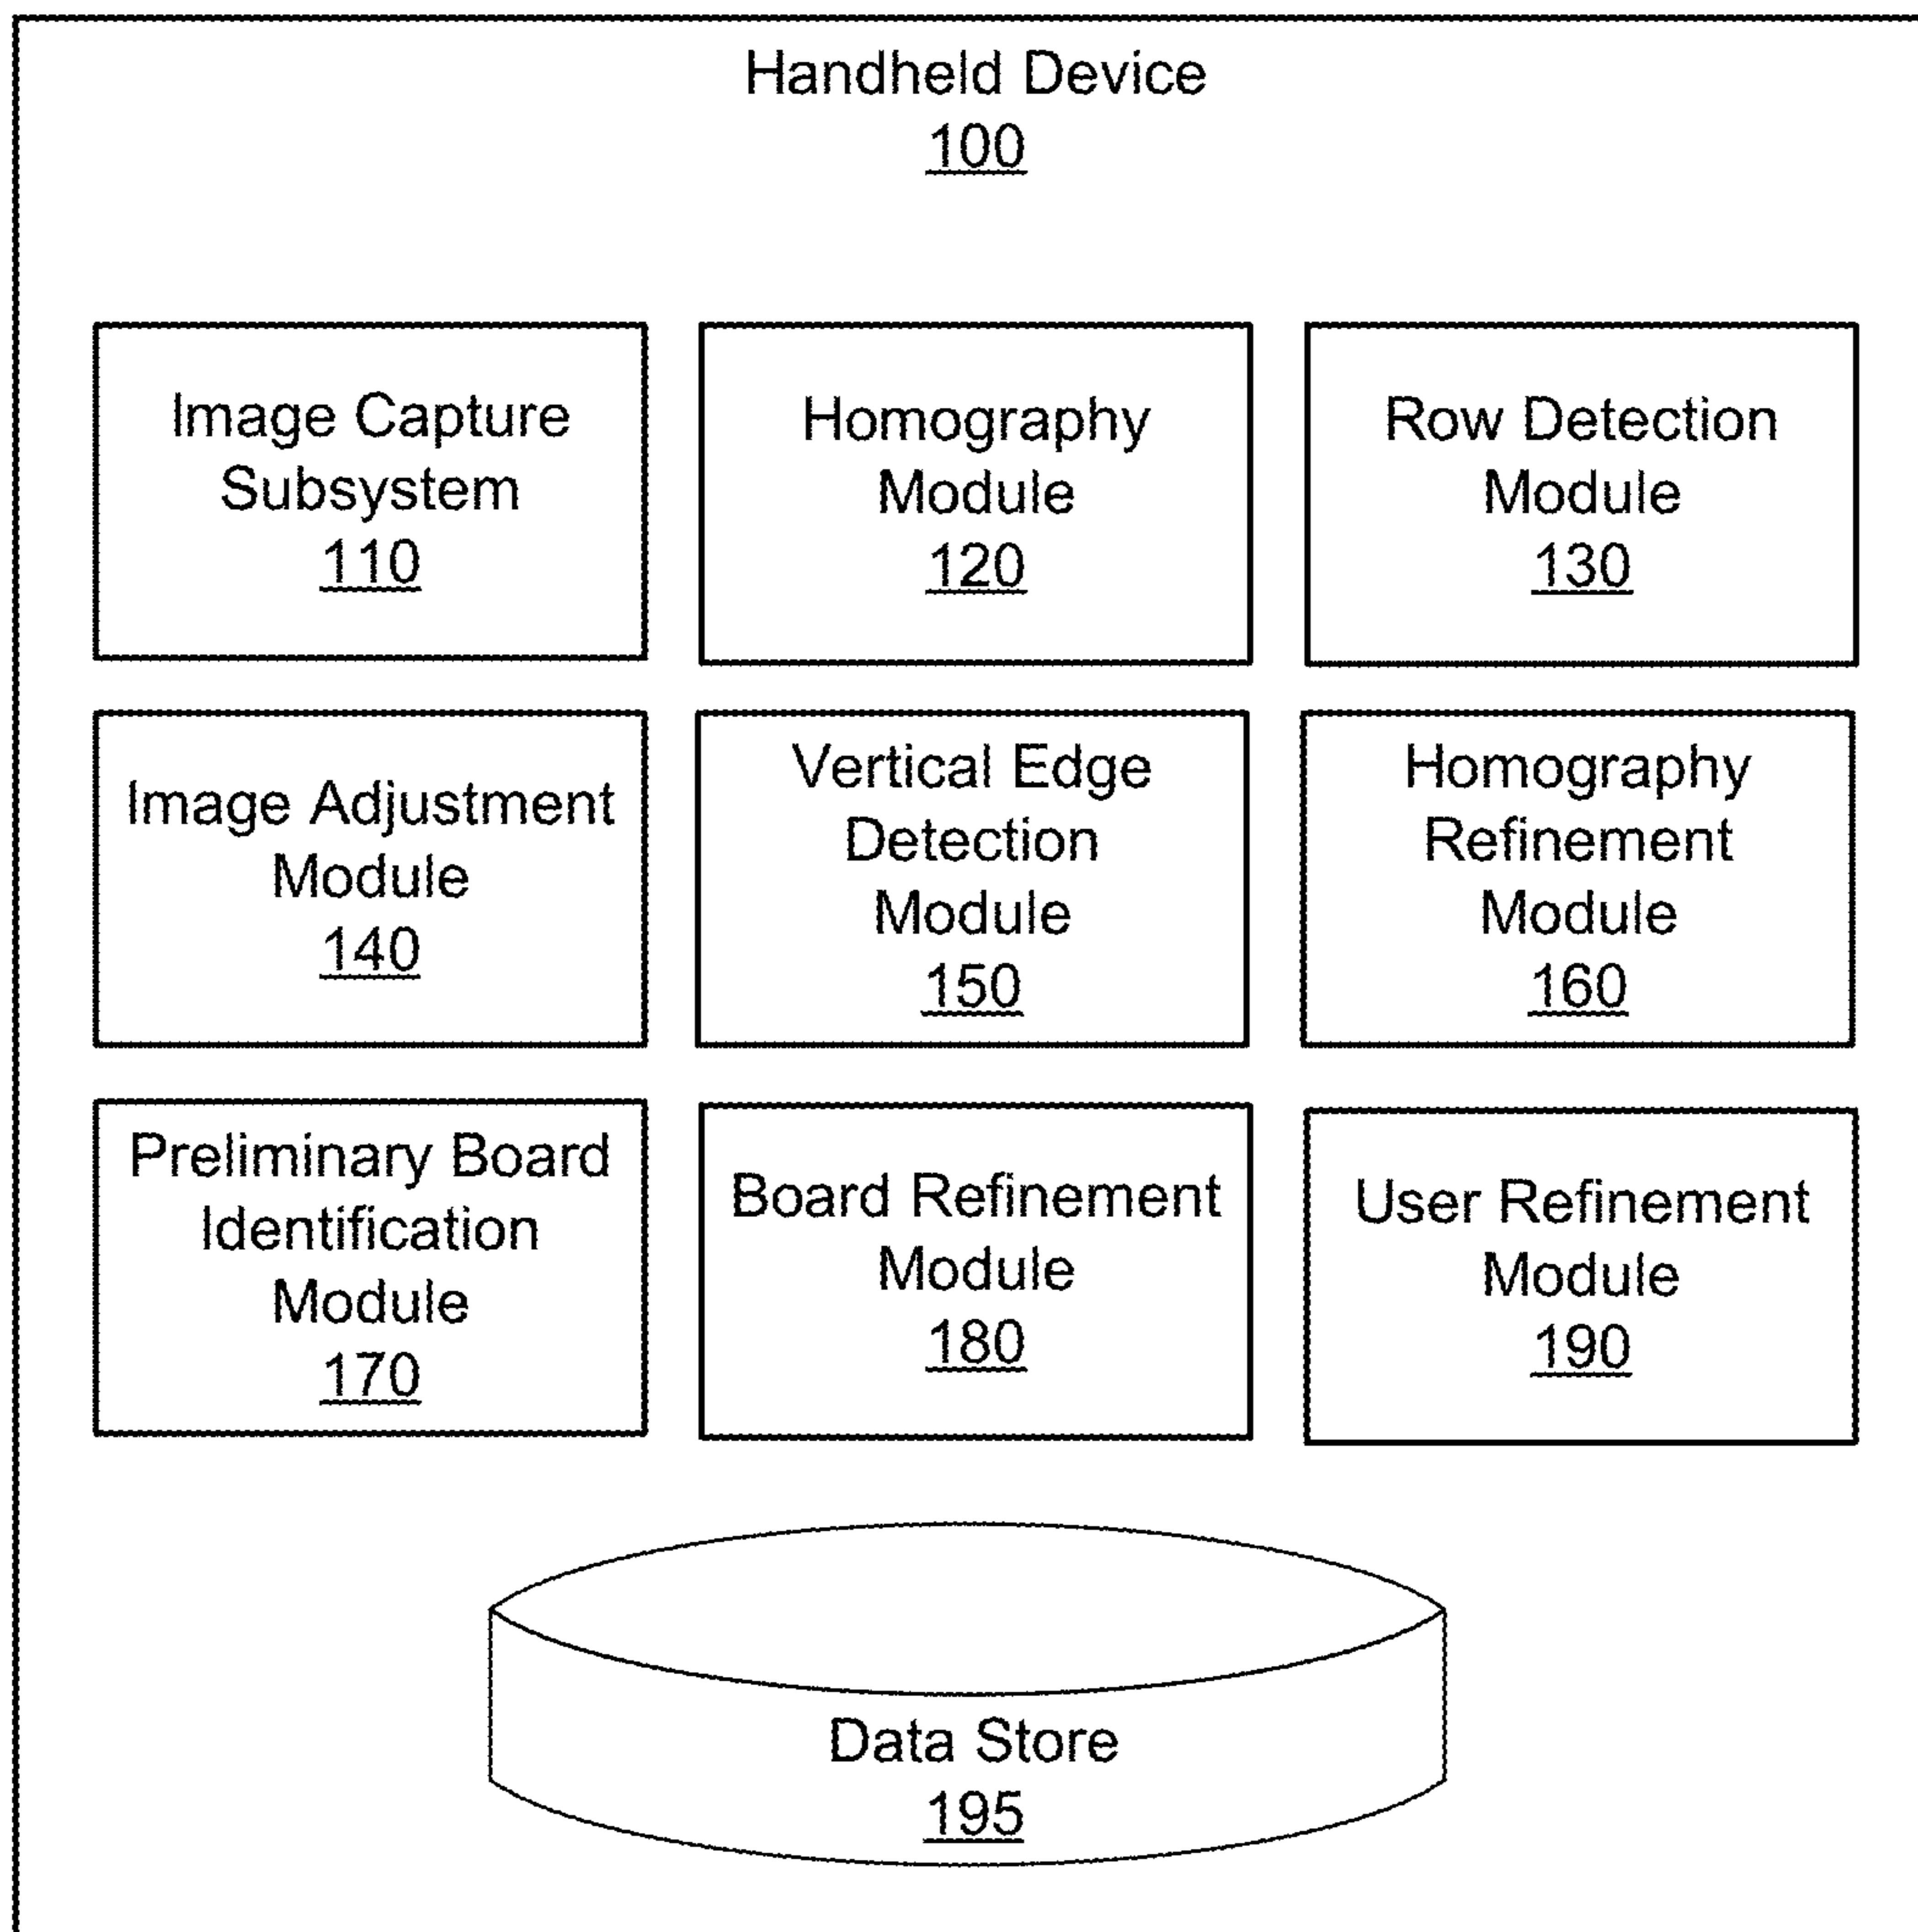 Handheld Device
100
Image Capture
Subsystem
110
Homography
Module
120
Row Detection
Module
130
Image Adjustment
Module
140
Vertical Edge
Detection
Module
150
Homography
Refinement
Module
160
Preliminary Board
Identification
Module
170
Board Refinement
Module
180
User Refinement
Module
190
Data Store
195